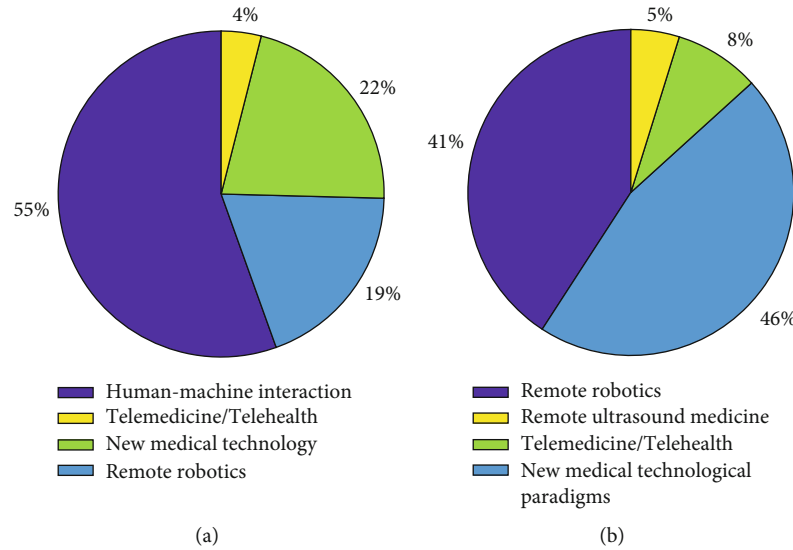 4%
22%
55%
19%
Human-machine interaction
Telemedicine/Telehealth
New medical technology
Remote robotics
(a)
5%
8%
41%
46%
Remote robotics
Remote ultrasound medicine
Telemedicine/Telehealth
New medical technological
paradigms
(b)